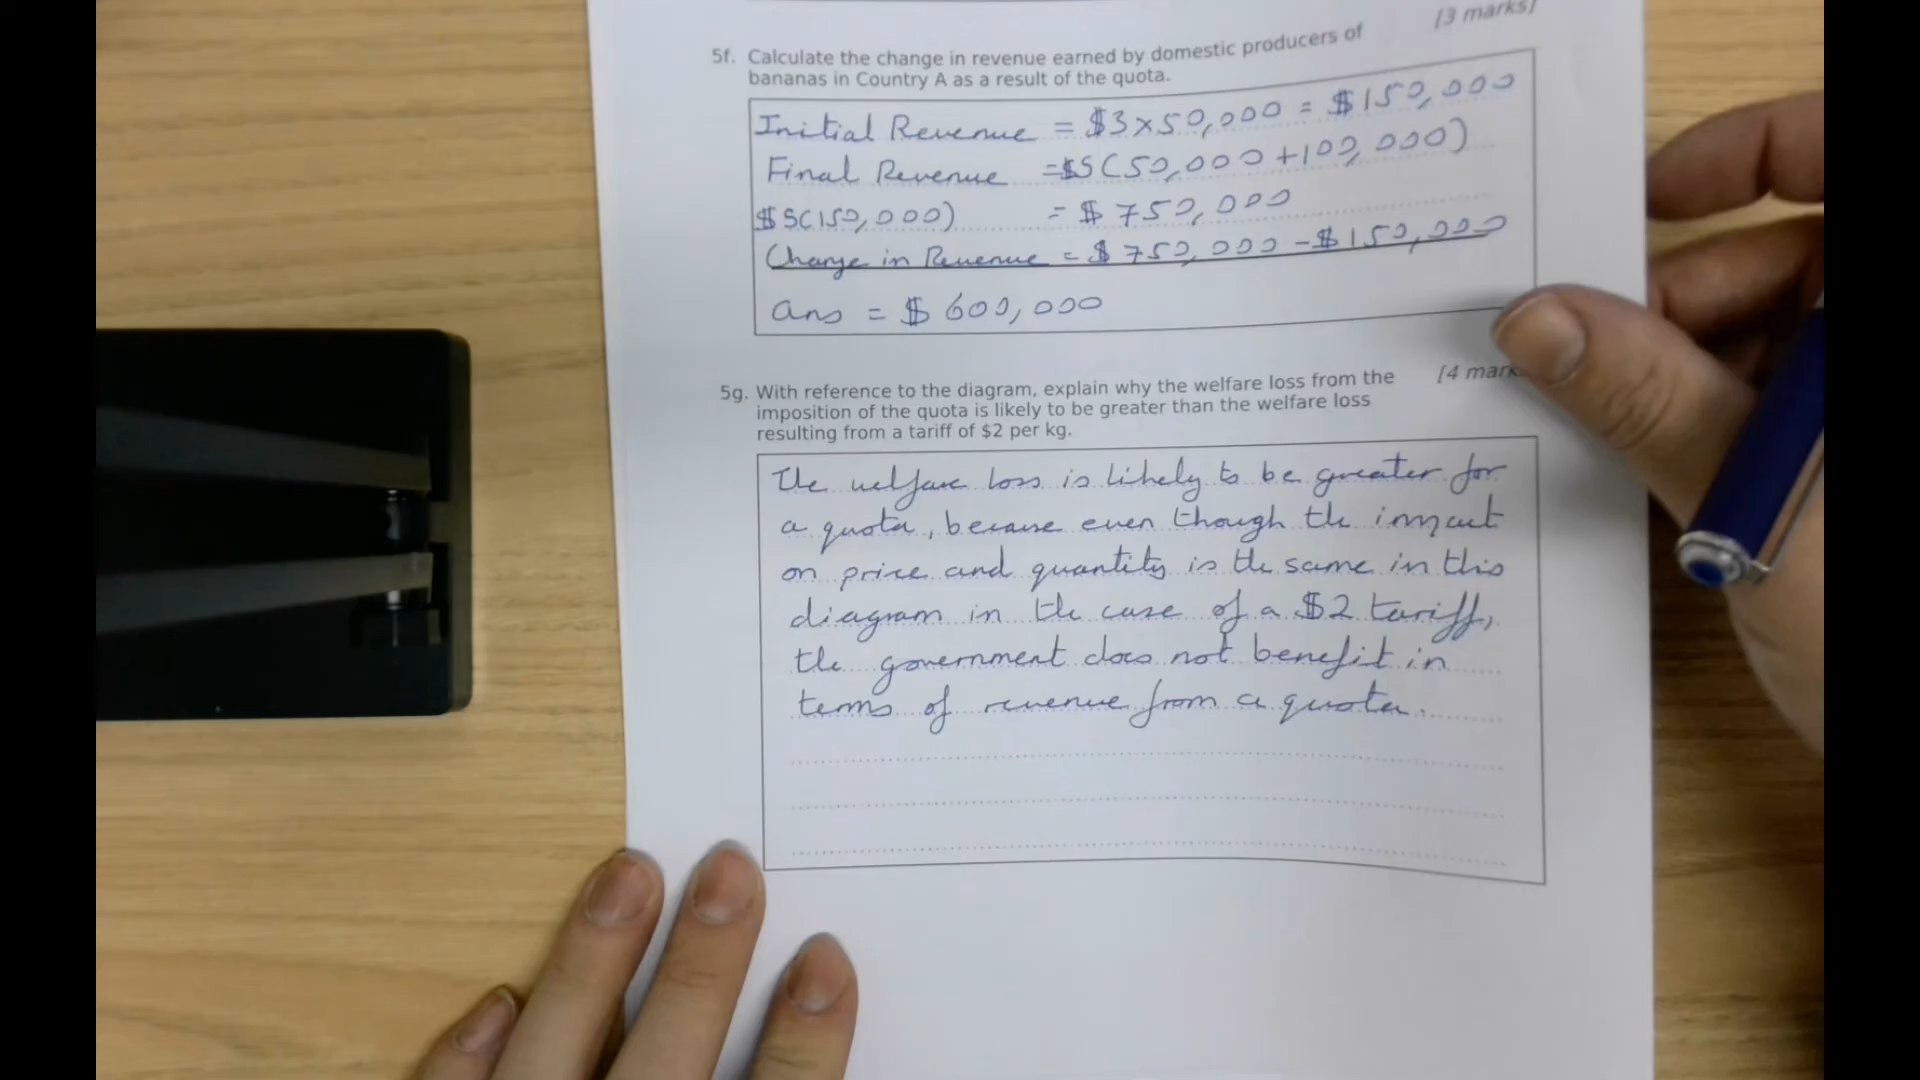 [3 marks]
5f. Calculate the change in revenue earned by domestic producers of
bananas in Country A as a result of the quota.
Initial Revenue = $3×50,000 = $150,000
Final Revenue =$5(50,000+100,000)
$5(150,000) = $750,000
Change in Revenue = $750,000-$150,000
ans = $600,000
[4 mark
5g. With reference to the diagram, explain why the welfare loss from the
imposition of the quota is likely to be greater than the welfare loss
resulting from a tariff of $2 per kg.
The welfare loss is likely to be greater for
a quota, because even though the impact
on price and quantity is the same in this
diagram in the case of a $2 tariff,
the government does not benefit in
terms of revenue from a quota.